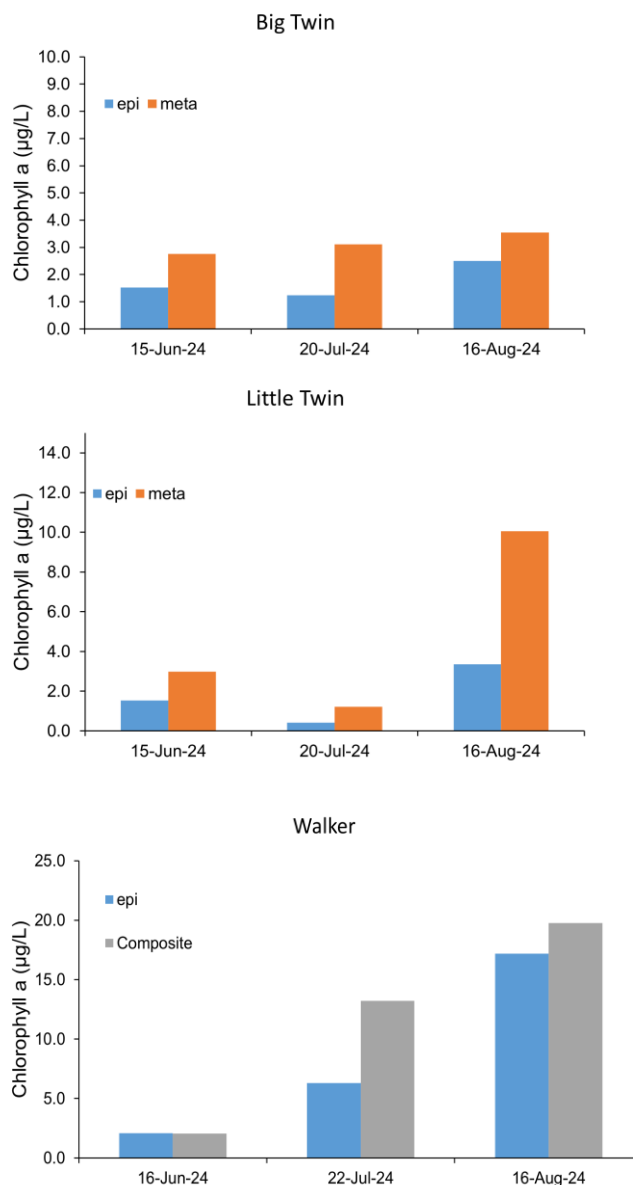 Big Twin
Chlorophyll a (µg/L)
10.0
9.0
8.0
7.0
6.0
5.0
4.0
3.0
2.0
1.0
0.0
epi meta
15-Jun-24 20-Jul-24 16-Aug-24
Little Twin
Chlorophyll a (µg/L)
14.0
12.0
10.0
8.0
6.0
4.0
2.0
0.0
epi meta
15-Jun-24 20-Jul-24 16-Aug-24
Walker
Chlorophyll a (µg/L)
25.0
20.0
15.0
10.0
5.0
0.0
epi
Composite
16-Jun-24 22-Jul-24 16-Aug-24